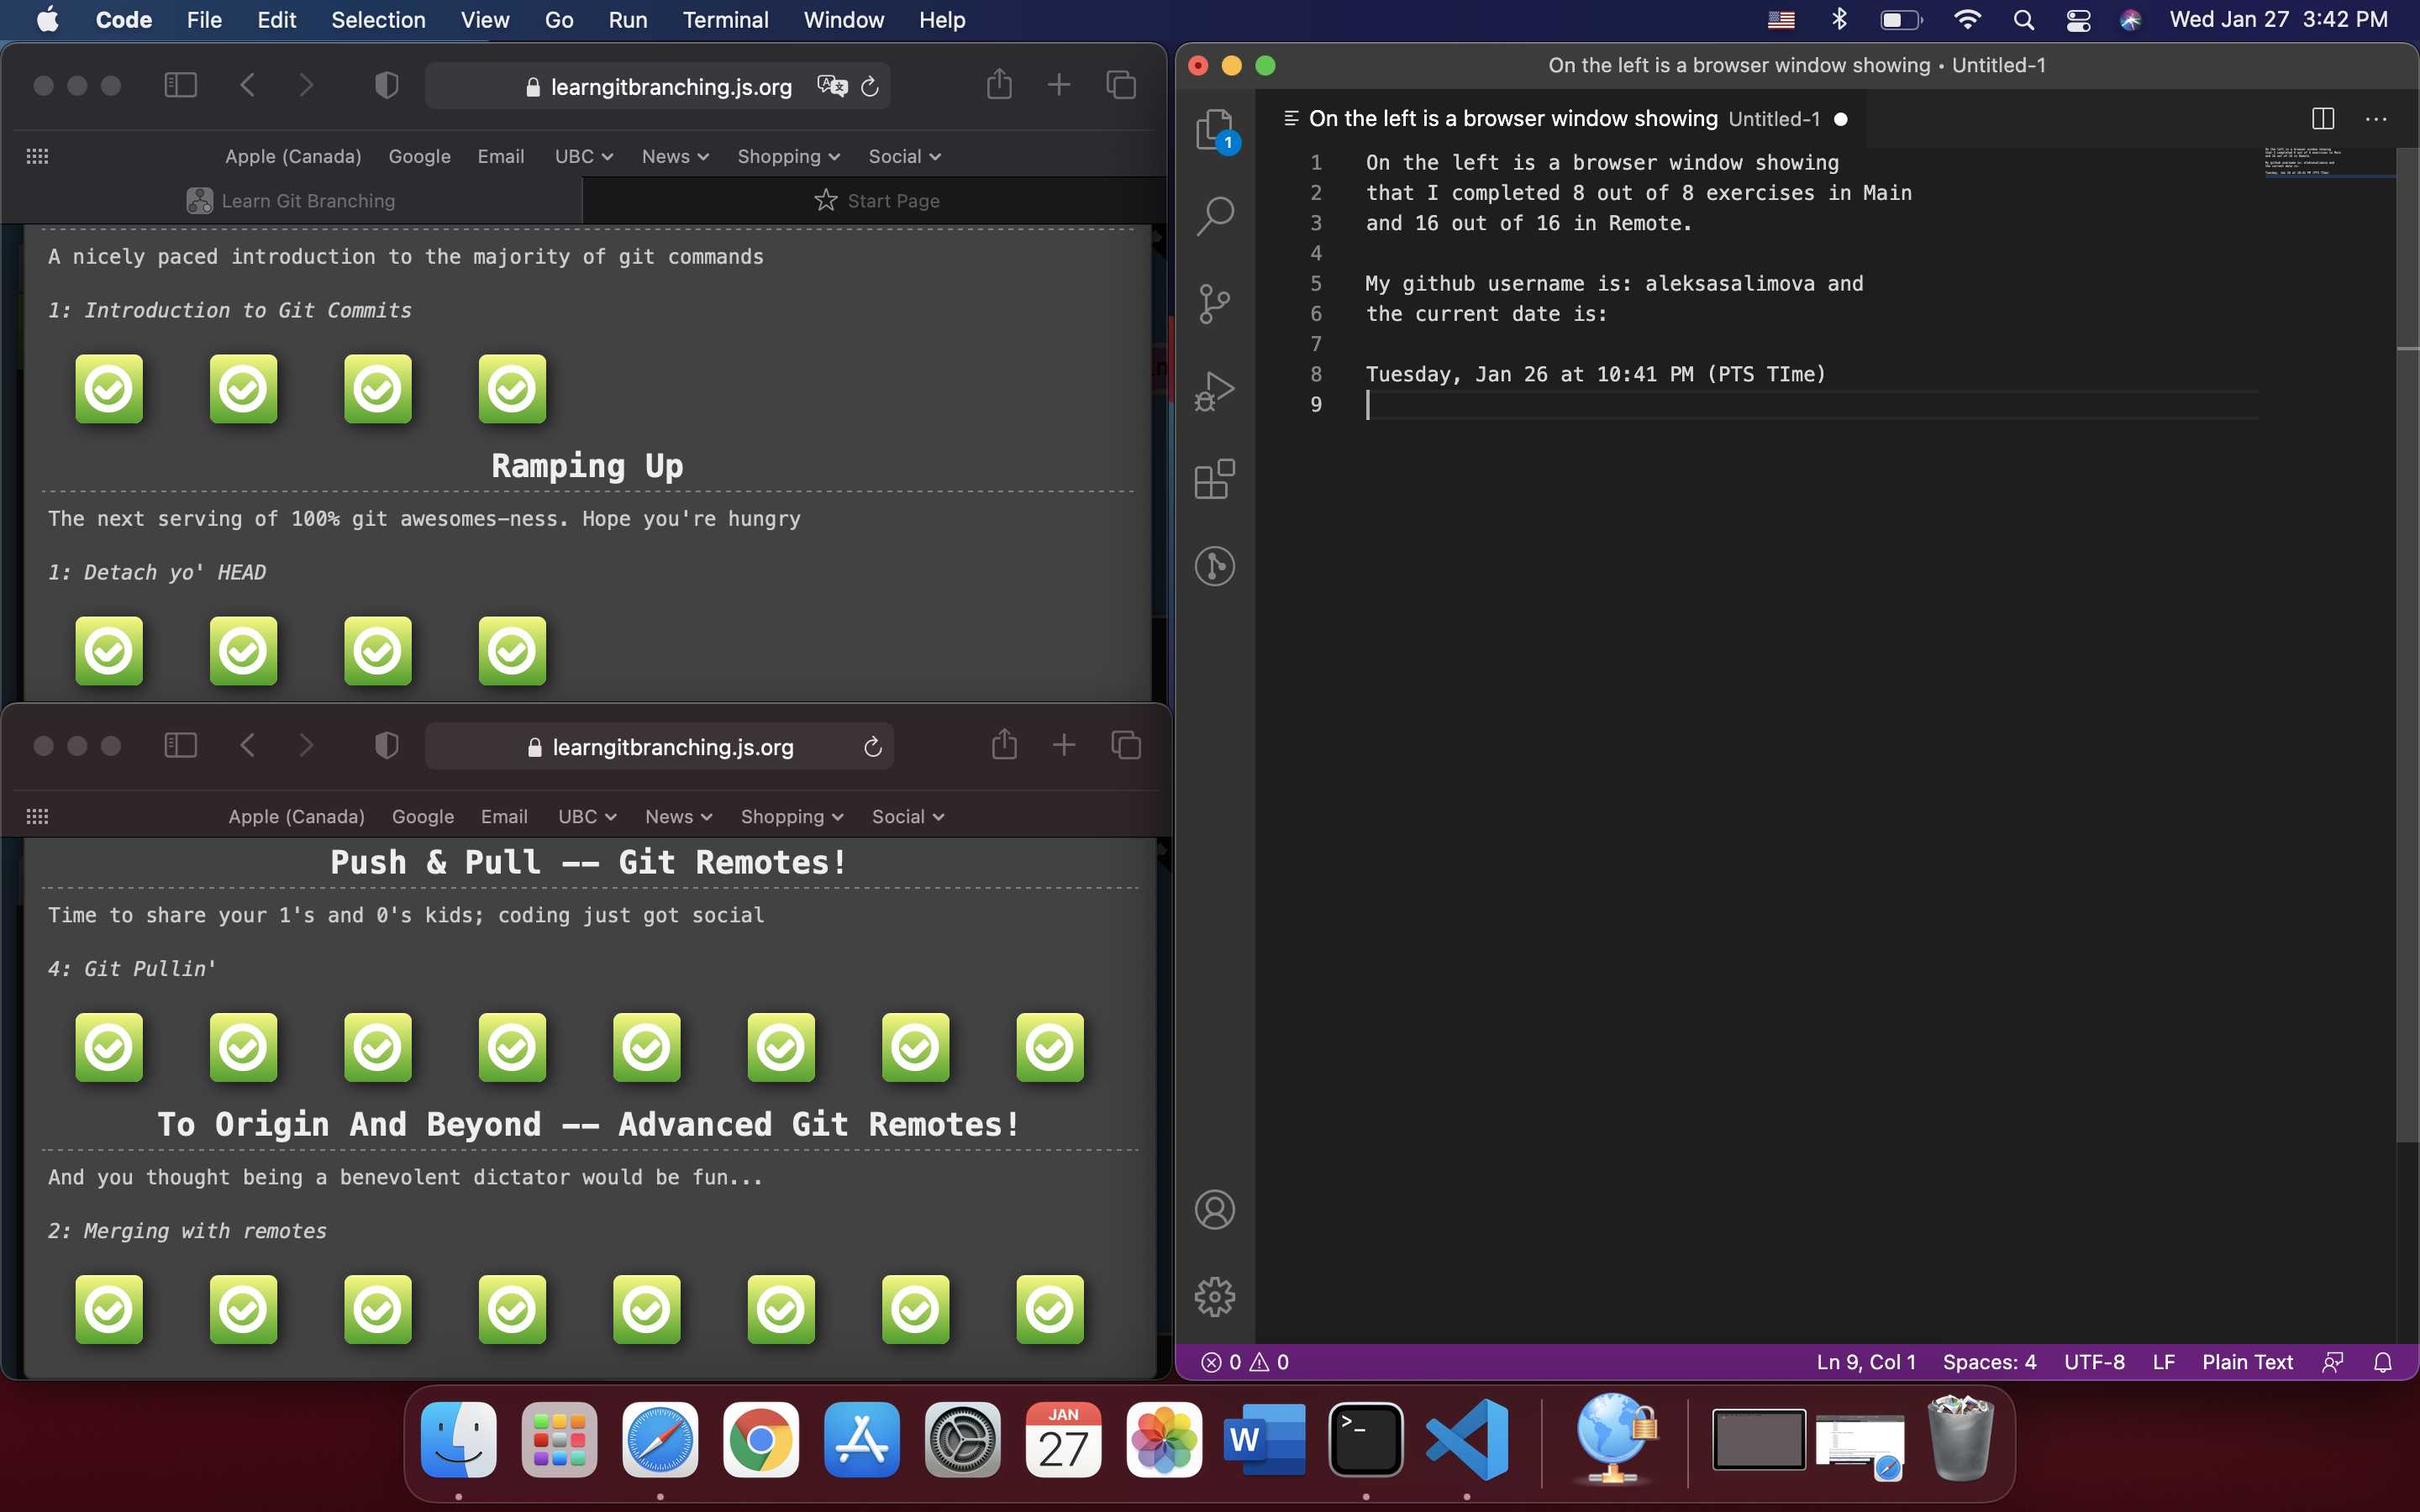 Code File Edit Selection View Go Run Terminal Window Help
Wed Jan 27 3:42 PM
learngitbranching.js.org
Apple (Canada) Google Email UBC News Shopping Social
Learn Git Branching
Start Page
A nicely paced introduction to the majority of git commands
1: Introduction to Git Commits
Ramping Up
The next serving of 100% git awesomes-ness. Hope you're hungry
1: Detach yo' HEAD
learngitbranching.js.org
Apple (Canada) Google Email UBC News Shopping Social
Push & Pull -- Git Remotes!
Time to share your 1's and 0's kids; coding just got social
4: Git Pullin'
To Origin And Beyond -- Advanced Git Remotes!
And you thought being a benevolent dictator would be fun...
2: Merging with remotes
On the left is a browser window showing • Untitled-1
On the left is a browser window showing Untitled-1
1
1 On the left is a browser window showing
2 that I completed 8 out of 8 exercises in Main
3 and 16 out of 16 in Remote.
4
5 My github username is: aleksasalimova and
6 the current date is:
7
8 Tuesday, Jan 26 at 10:41 PM (PTS TIme)
9
0 0
Ln 9, Col 1 Spaces: 4 UTF-8 LF Plain Text
JAN
27
W
>_